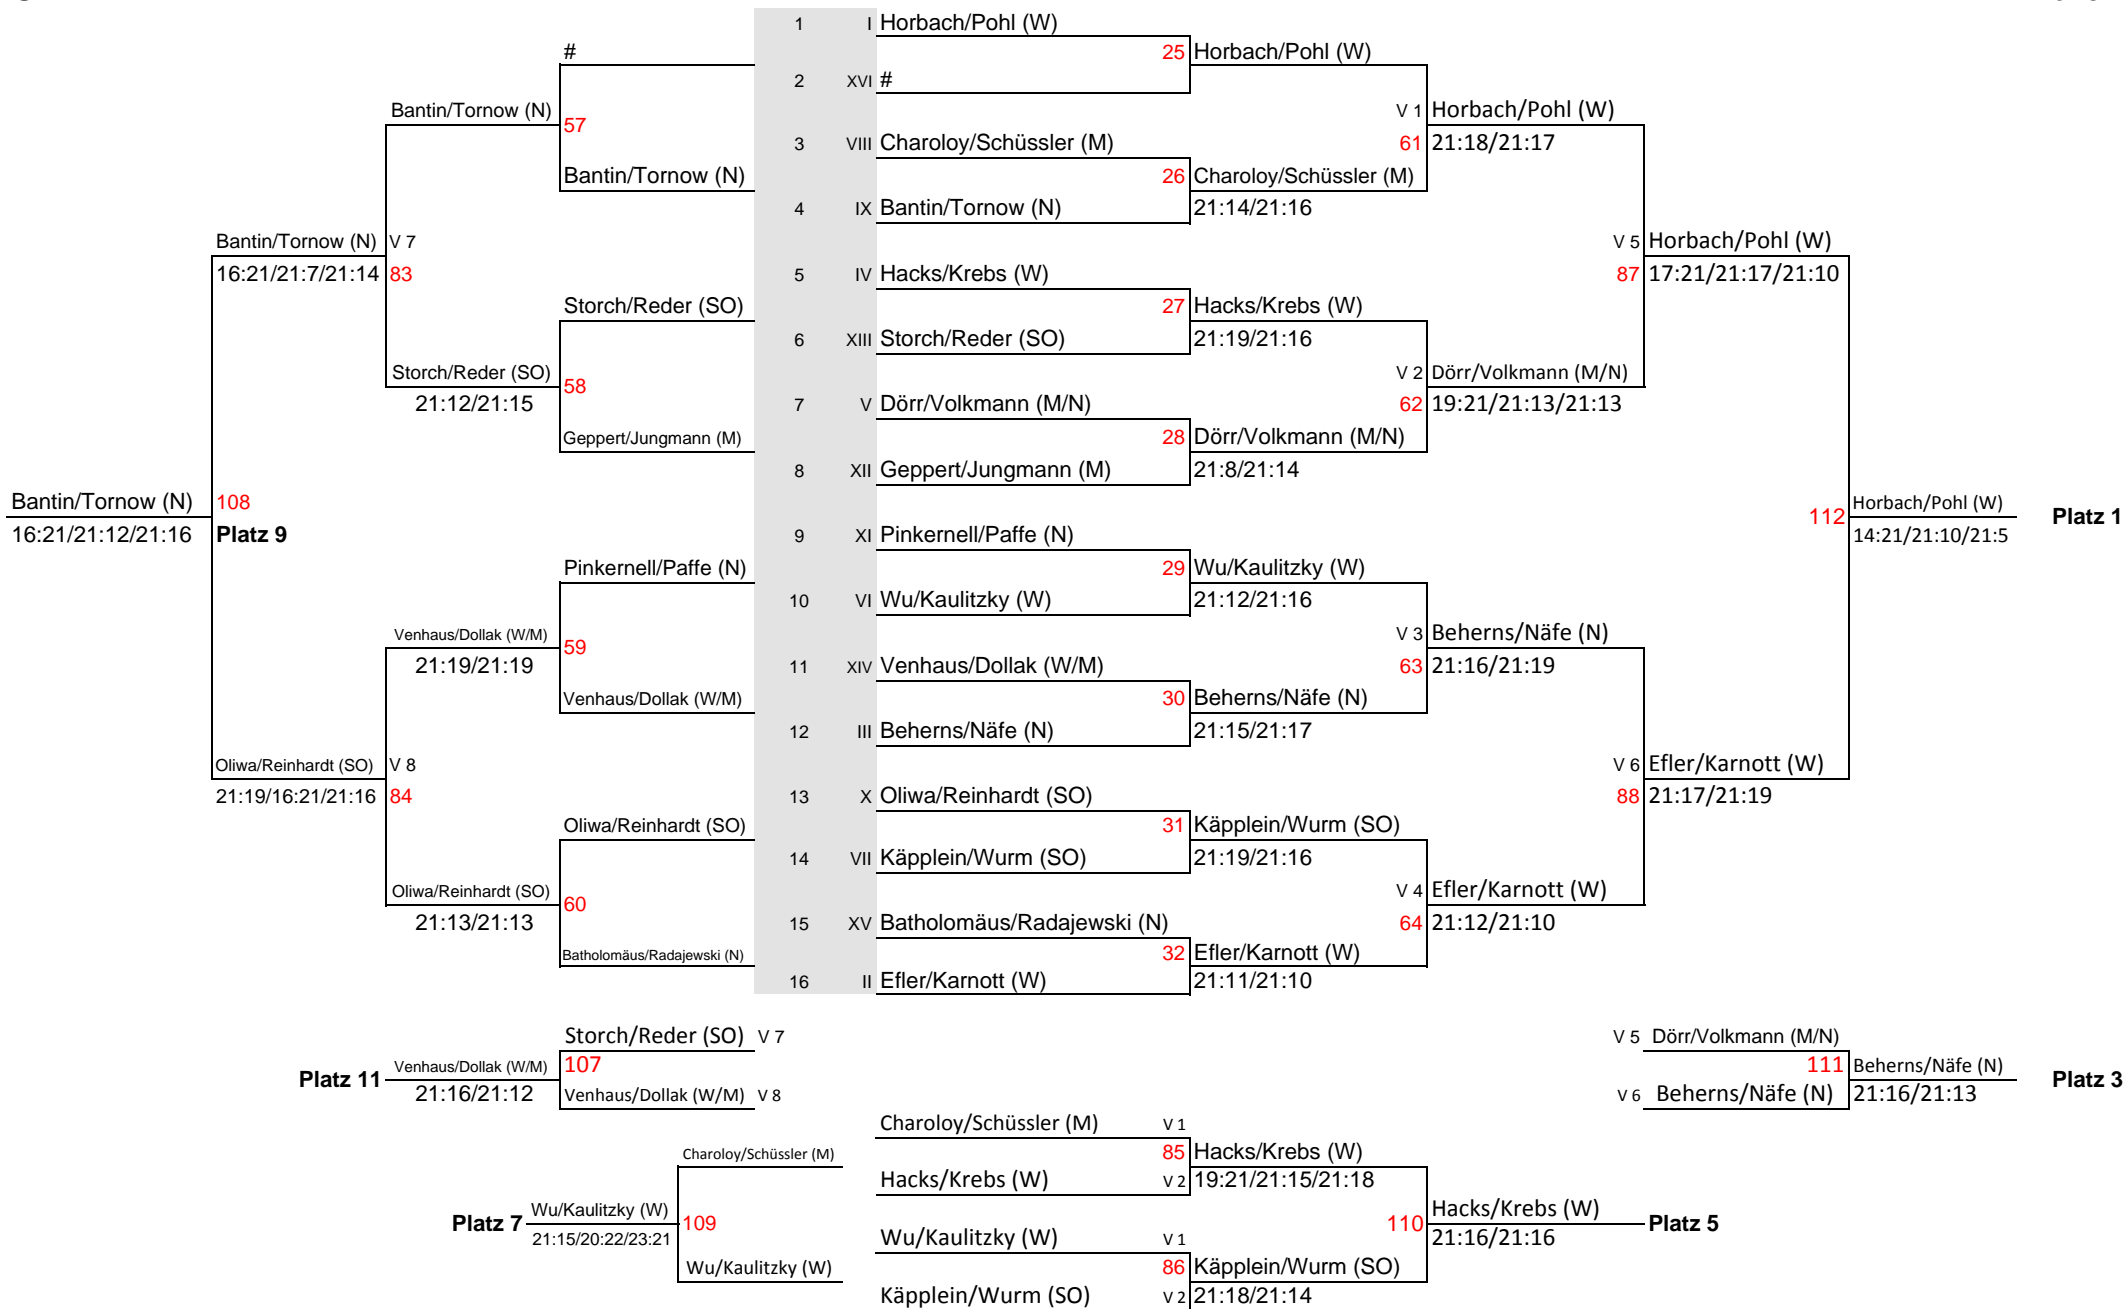 1 I Horbach/Pohl (W)
# 25 Horbach/Pohl (W)
2 XVI #
Bantin/Tornow (N) V 1 Horbach/Pohl (W)
57
3 VIII Charoloy/Schüssler (M) 61 21:18/21:17
Bantin/Tornow (N) 26 Charoloy/Schüssler (M)
4 IX Bantin/Tornow (N) 21:14/21:16
Bantin/Tornow (N) V 7 V 5 Horbach/Pohl (W)
16:21/21:7/21:14 83 5 IV Hacks/Krebs (W) 87 17:21/21:17/21:10
Storch/Reder (SO) 27 Hacks/Krebs (W)
6 XIII Storch/Reder (SO) 21:19/21:16
Storch/Reder (SO) 58 V 2 Dörr/Volkmann (M/N)
21:12/21:15 7 V Dörr/Volkmann (M/N) 62 19:21/21:13/21:13
Geppert/Jungmann (M) 28 Dörr/Volkmann (M/N)
8 XII Geppert/Jungmann (M) 21:8/21:14
Bantin/Tornow (N) 108 112 Horbach/Pohl (W) Platz 1
16:21/21:12/21:16 Platz 9 9 XI Pinkernell/Paffe (N) 14:21/21:10/21:5
Pinkernell/Paffe (N) 29 Wu/Kaulitzky (W)
10 VI Wu/Kaulitzky (W) 21:12/21:16
Venhaus/Dollak (W/M) 59 V 3 Beherns/Näfe (N)
21:19/21:19 11 XIV Venhaus/Dollak (W/M) 63 21:16/21:19
Venhaus/Dollak (W/M) 30 Beherns/Näfe (N)
12 III Beherns/Näfe (N) 21:15/21:17
Oliwa/Reinhardt (SO) V 8 V 6 Efler/Karnott (W)
21:19/16:21/21:16 84 13 X Oliwa/Reinhardt (SO) 88 21:17/21:19
Oliwa/Reinhardt (SO) 31 Käpplein/Wurm (SO)
14 VII Käpplein/Wurm (SO) 21:19/21:16
Oliwa/Reinhardt (SO) 60 V 4 Efler/Karnott (W)
21:13/21:13 15 XV Batholomäus/Radajewski (N) 64 21:12/21:10
Batholomäus/Radajewski (N) 32 Efler/Karnott (W)
16 II Efler/Karnott (W) 21:11/21:10
Storch/Reder (SO) V 7 V 5 Dörr/Volkmann (M/N)
Platz 11 Venhaus/Dollak (W/M) 107 111 Beherns/Näfe (N) Platz 3
21:16/21:12 Venhaus/Dollak (W/M) V 8 V 6 Beherns/Näfe (N) 21:16/21:13
Charoloy/Schüssler (M) V 1
Charoloy/Schüssler (M) 85 Hacks/Krebs (W)
Hacks/Krebs (W) V 2 19:21/21:15/21:18
Platz 7 Wu/Kaulitzky (W) 109 110 Hacks/Krebs (W) Platz 5
21:15/20:22/23:21 Wu/Kaulitzky (W) V 1 21:16/21:16
Wu/Kaulitzky (W) 86 Käpplein/Wurm (SO)
Käpplein/Wurm (SO) V 2 21:18/21:14